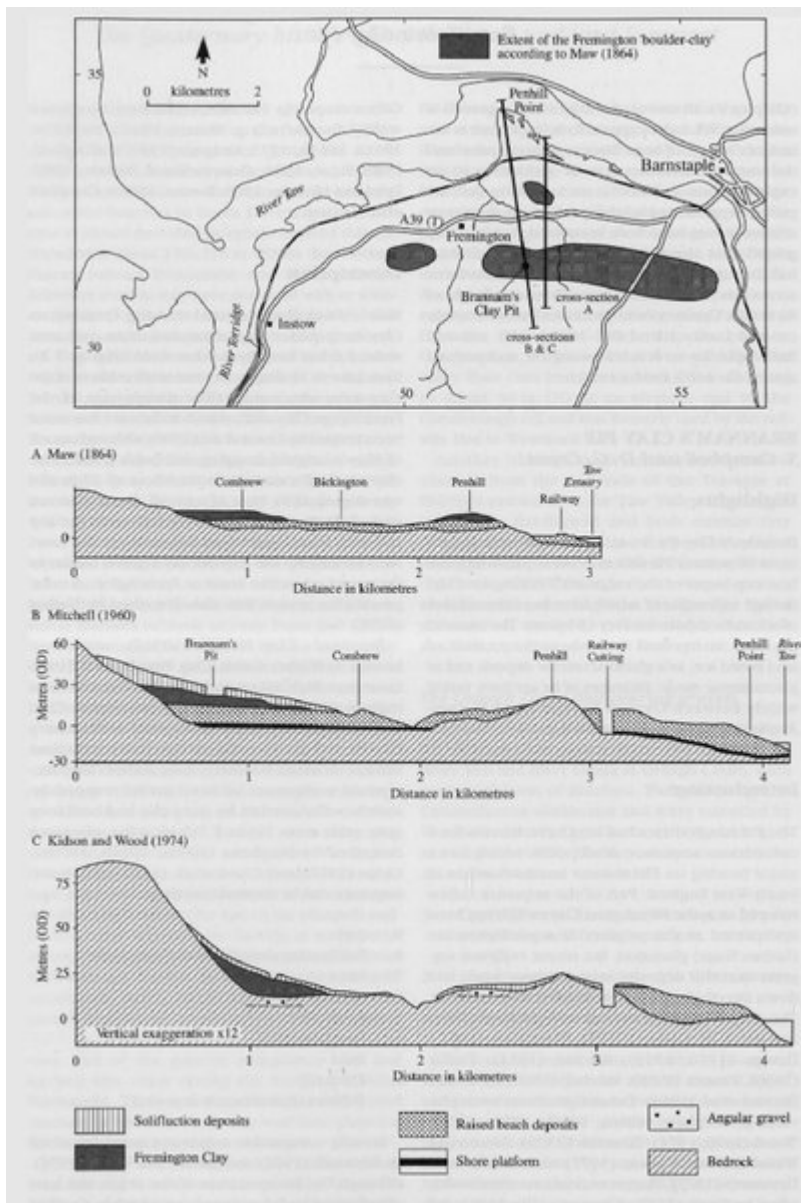 Extent of the Fremington 'boulder-clay'
according to Maw (1864)
N
0 kilometres 2
35
30
50
55
Penhill
Point
Barnstaple
River Taw
A39 (T)
Fremington
Brannam's
Clay Pit
cross-section
A
cross-sections
B & C
Instow
River Torridge
A Maw (1864)
Combrew
Bickington
Penhill
Railway
Taw
Estuary
0
0 1 2 3
Distance in kilometres
B Mitchell (1960)
Metres (OD)
60
30
0
-30
Brannam's
Pit
Combrew
Penhill
Railway
Cutting
Penhill
Point
River
Taw
0 1 2 3 4
Distance in kilometres
C Kidson and Wood (1974)
Metres (OD)
75
50
25
0
Vertical exaggeration x12
0 1 2 3 4
Distance in kilometres
Solifluction deposits
Fremington Clay
Raised beach deposits
Shore platform
Angular gravel
Bedrock